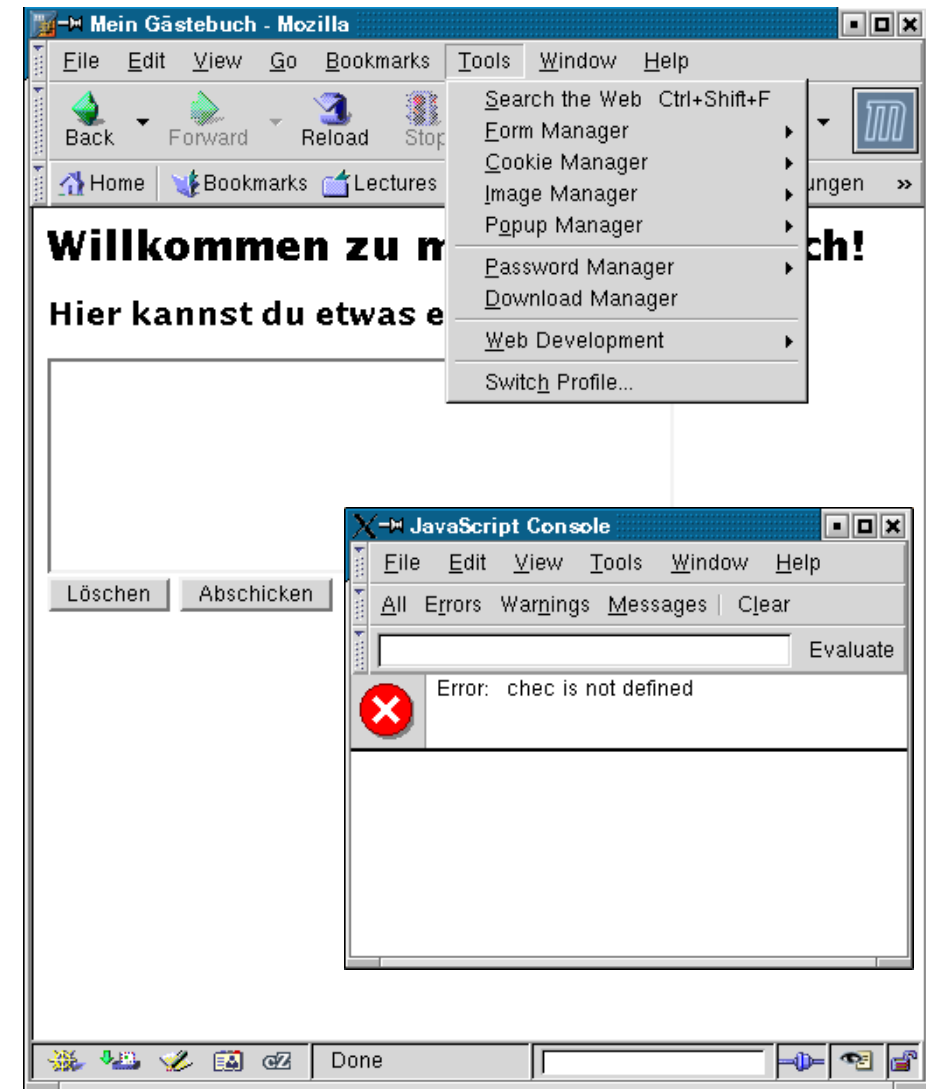 Mein Gästebuch - Mozilla
File Edit View Go Bookmarks Tools Window Help
Back Forward Reload Stop
Search the Web Ctrl+Shift+F
Form Manager
Cookie Manager
Image Manager
Popup Manager
Password Manager
Download Manager
Web Development
Switch Profile...
Home Bookmarks Lectures ungen »
Willkommen zu m ch!
Hier kannst du etwas e
Löschen Abschicken
JavaScript Console
File Edit View Tools Window Help
All Errors Warnings Messages Clear
Evaluate
Error: chec is not defined
Done